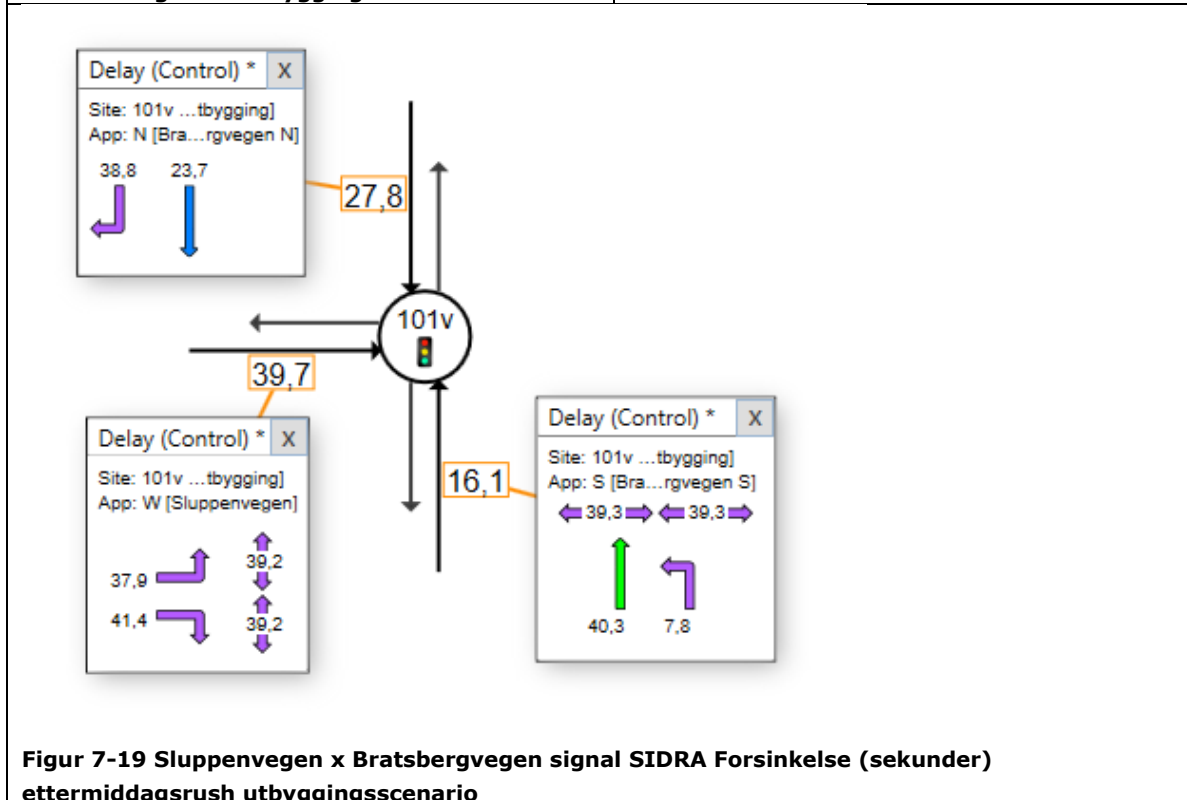 Delay (Control) * X
Site: 101v ...tbygging]
App: N [Bra...rgvegen N]
38,8 23,7
27,8
101v
39,7
Delay (Control) * X
Site: 101v ...tbygging]
App: W [Sluppenvegen]
37,9 39,2
41,4 39,2
16,1
Delay (Control) * X
Site: 101v ...tbygging]
App: S [Bra...rgvegen S]
39,3 39,3
40,3 7,8
Figur 7-19 Sluppenvegen x Bratsbergvegen signal SIDRA Forsinkelse (sekunder)
ettermiddagsrush utbyggingsscenario